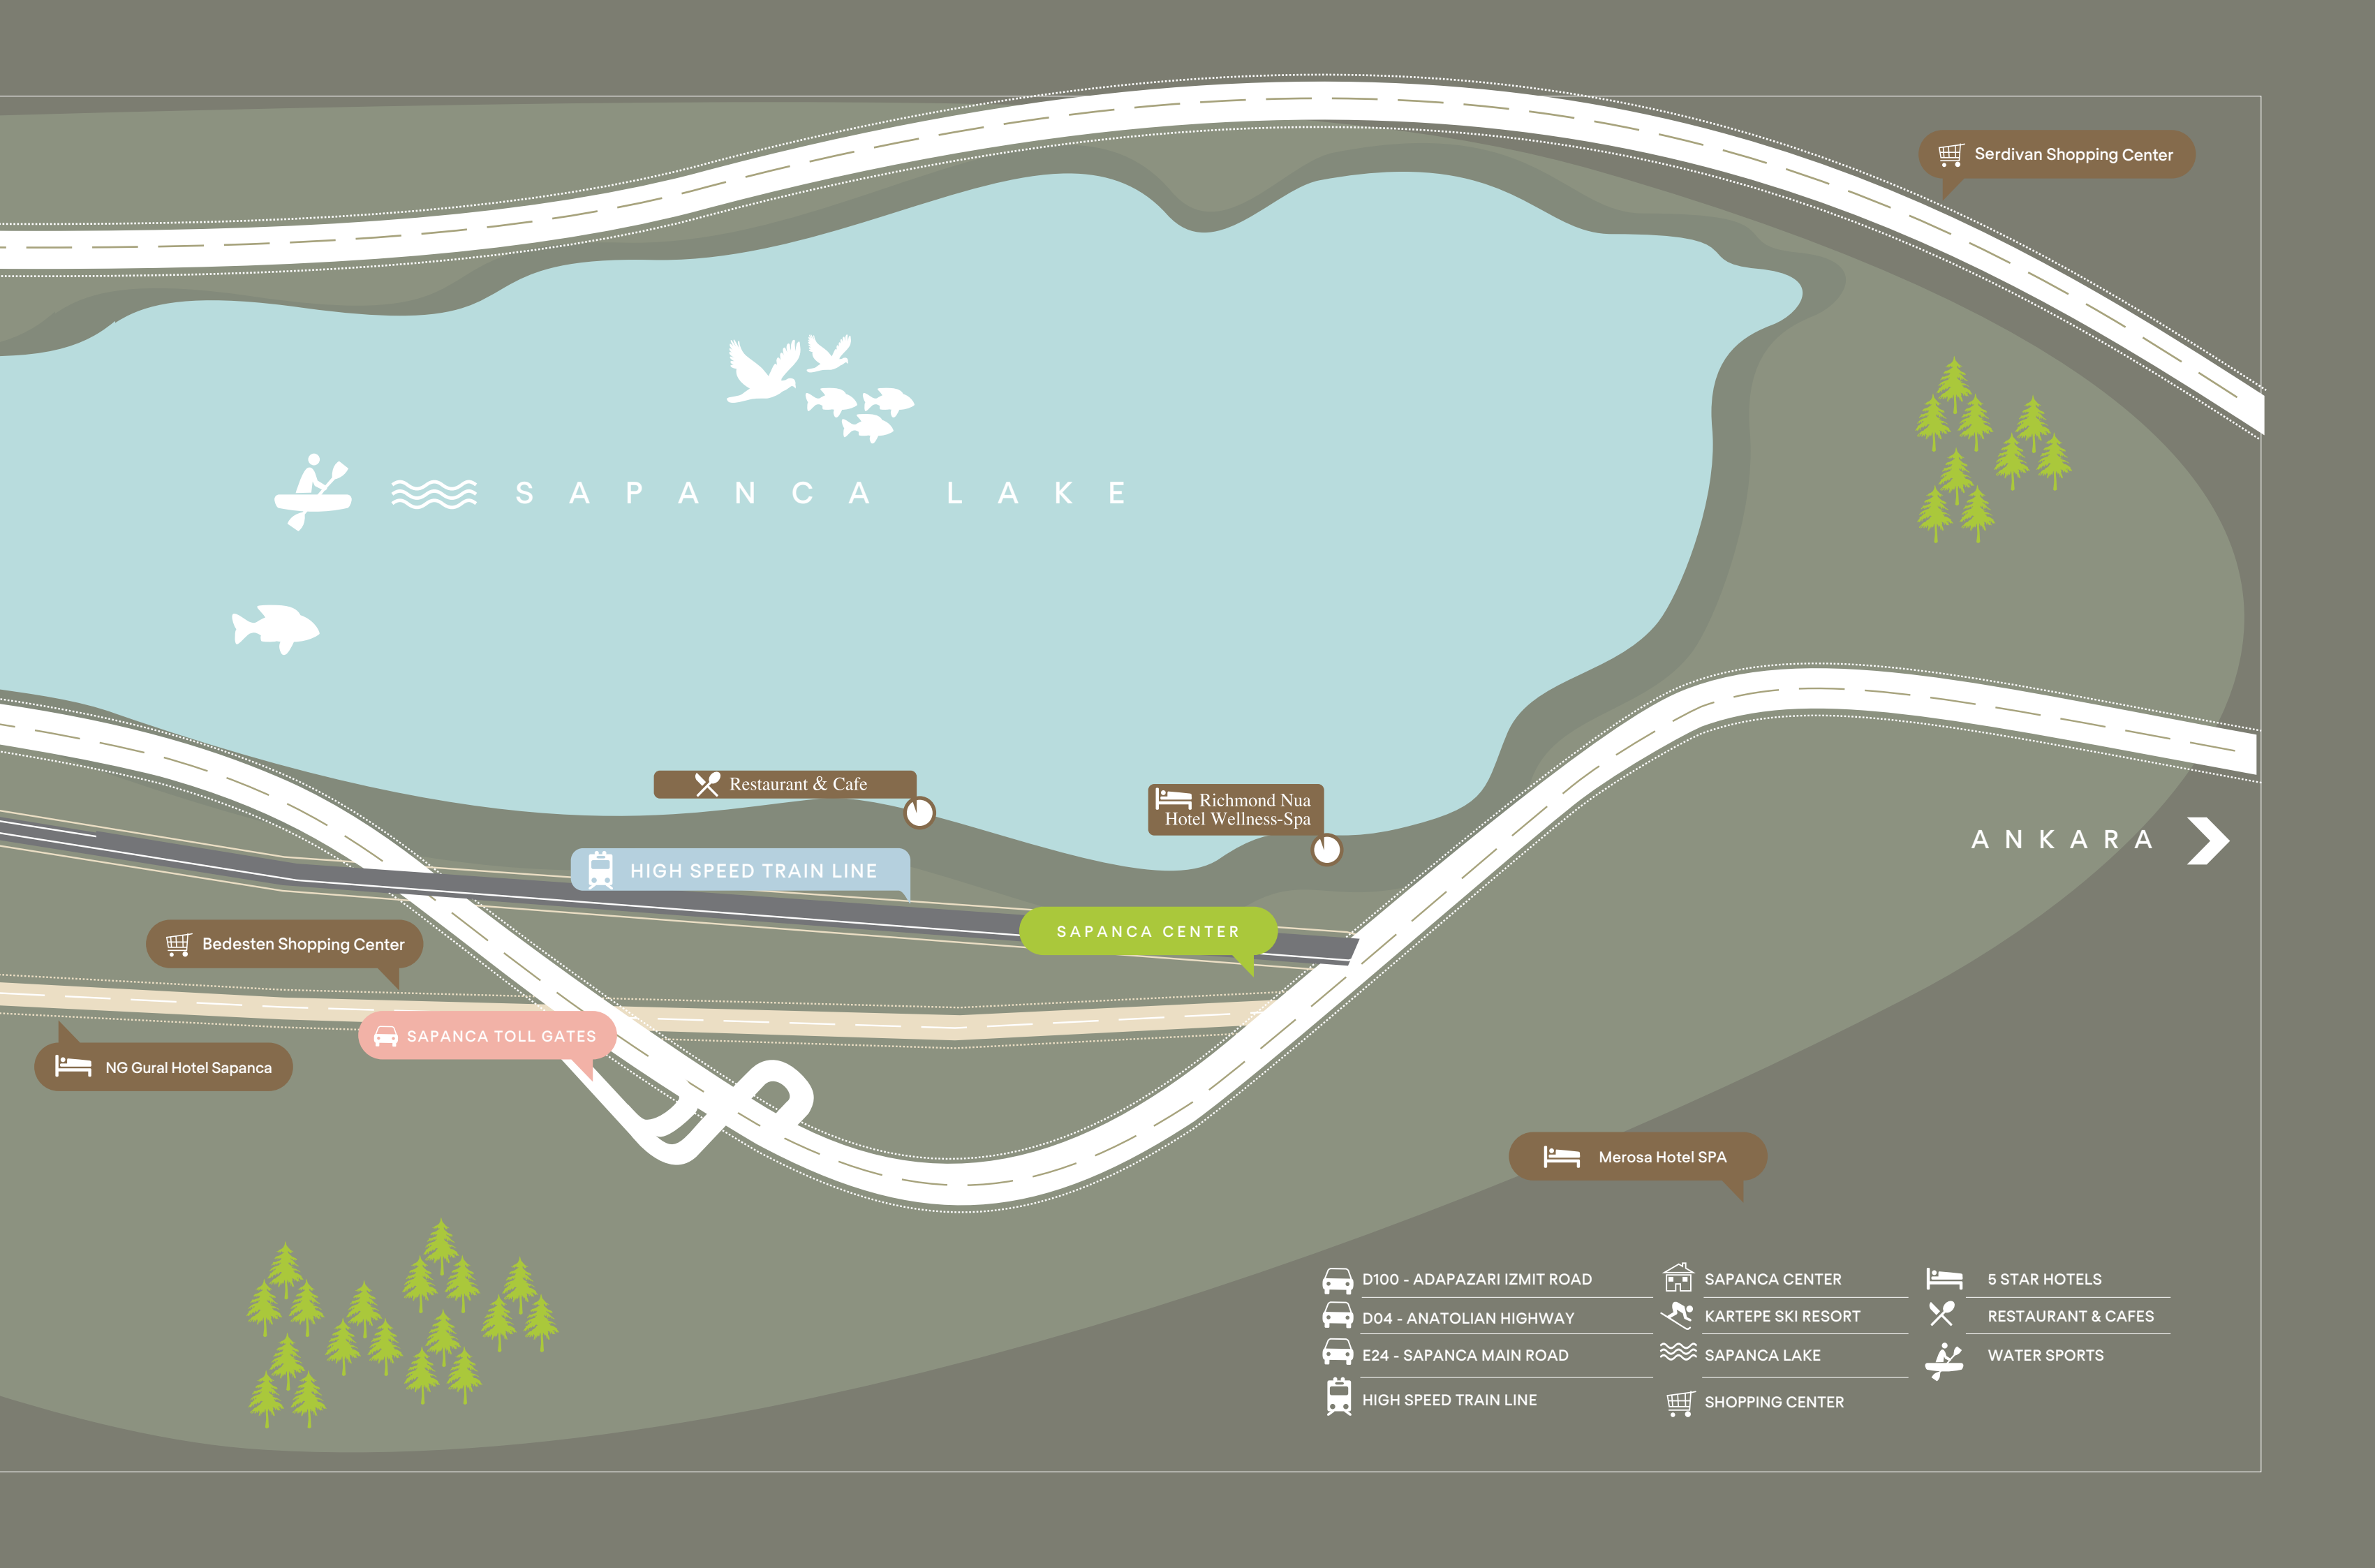 Serdivan Shopping Center
SAPANCA LAKE
Restaurant & Cafe
Richmond Nua
Hotel Wellness-Spa
ANKARA
HIGH SPEED TRAIN LINE
SAPANCA CENTER
Bedesten Shopping Center
SAPANCA TOLL GATES
NG Gural Hotel Sapanca
Merosa Hotel SPA
D100 - ADAPAZARI IZMIT ROAD
D04 - ANATOLIAN HIGHWAY
E24 - SAPANCA MAIN ROAD
HIGH SPEED TRAIN LINE
SAPANCA CENTER
KARTEPE SKI RESORT
SAPANCA LAKE
SHOPPING CENTER
5 STAR HOTELS
RESTAURANT & CAFES
WATER SPORTS